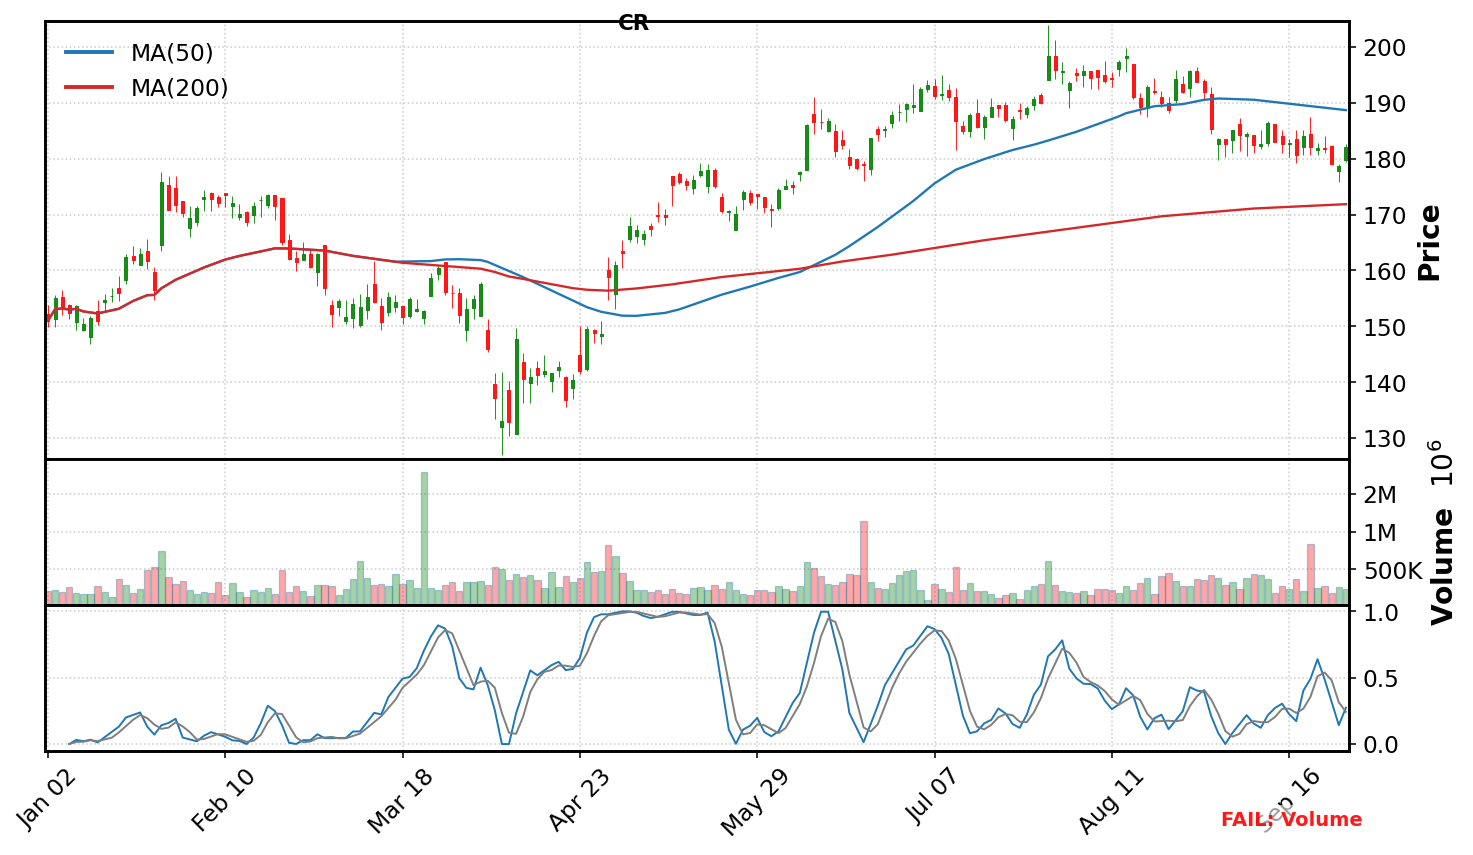 CR
MA(50)
MA(200)
200
190
180
170
160
150
140
130
Price
2M
1M
500K
Volume 10⁶
1.0
0.5
0.0
Jan 02
Feb 10
Mar 18
Apr 23
May 29
Jul 07
Aug 11
Sep 16
FAIL: Volume